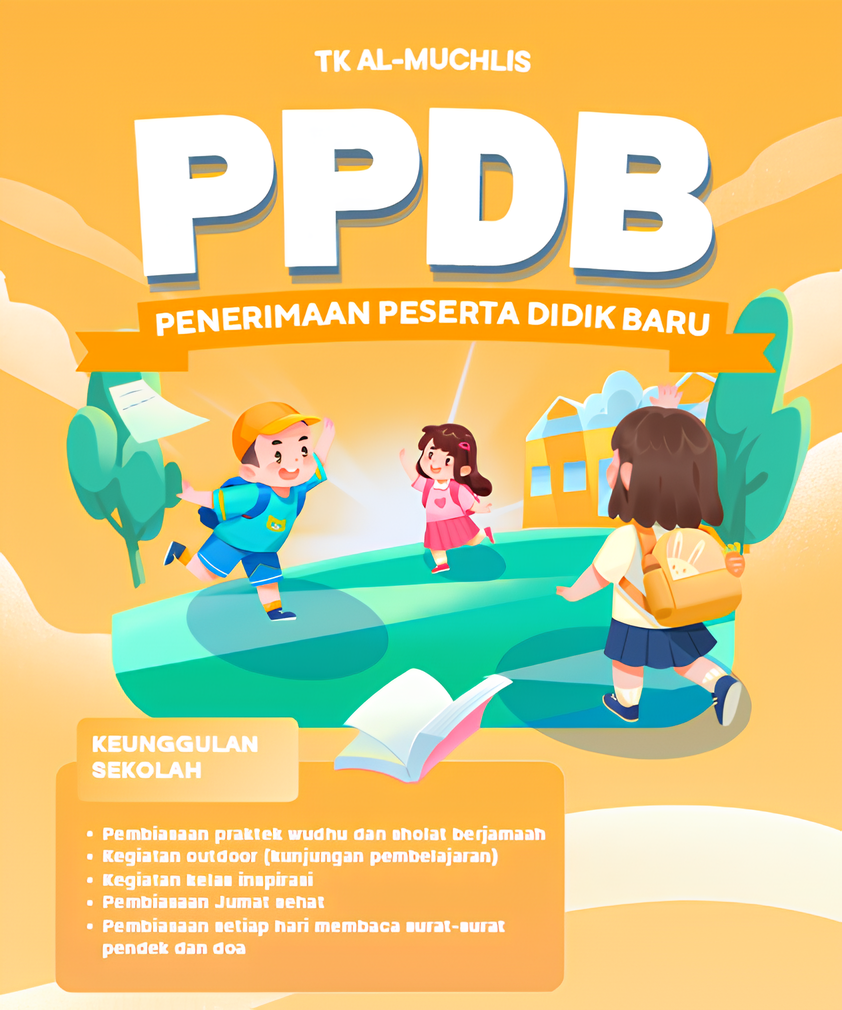 TK AL-MUCHLIS
PPDB
PENERIMAAN PESERTA DIDIK BARU
KEUNGGULAN
SEKOLAH
• Pembiasaan praktek wudhu dan sholat berjamaah
• Kegiatan outdoor (kunjungan pembelajaran)
• Kegiatan kelas inspirasi
• Pembiasaan Jumat sehat
• Pembiasaan setiap hari membaca surat-surat
pendek dan doa